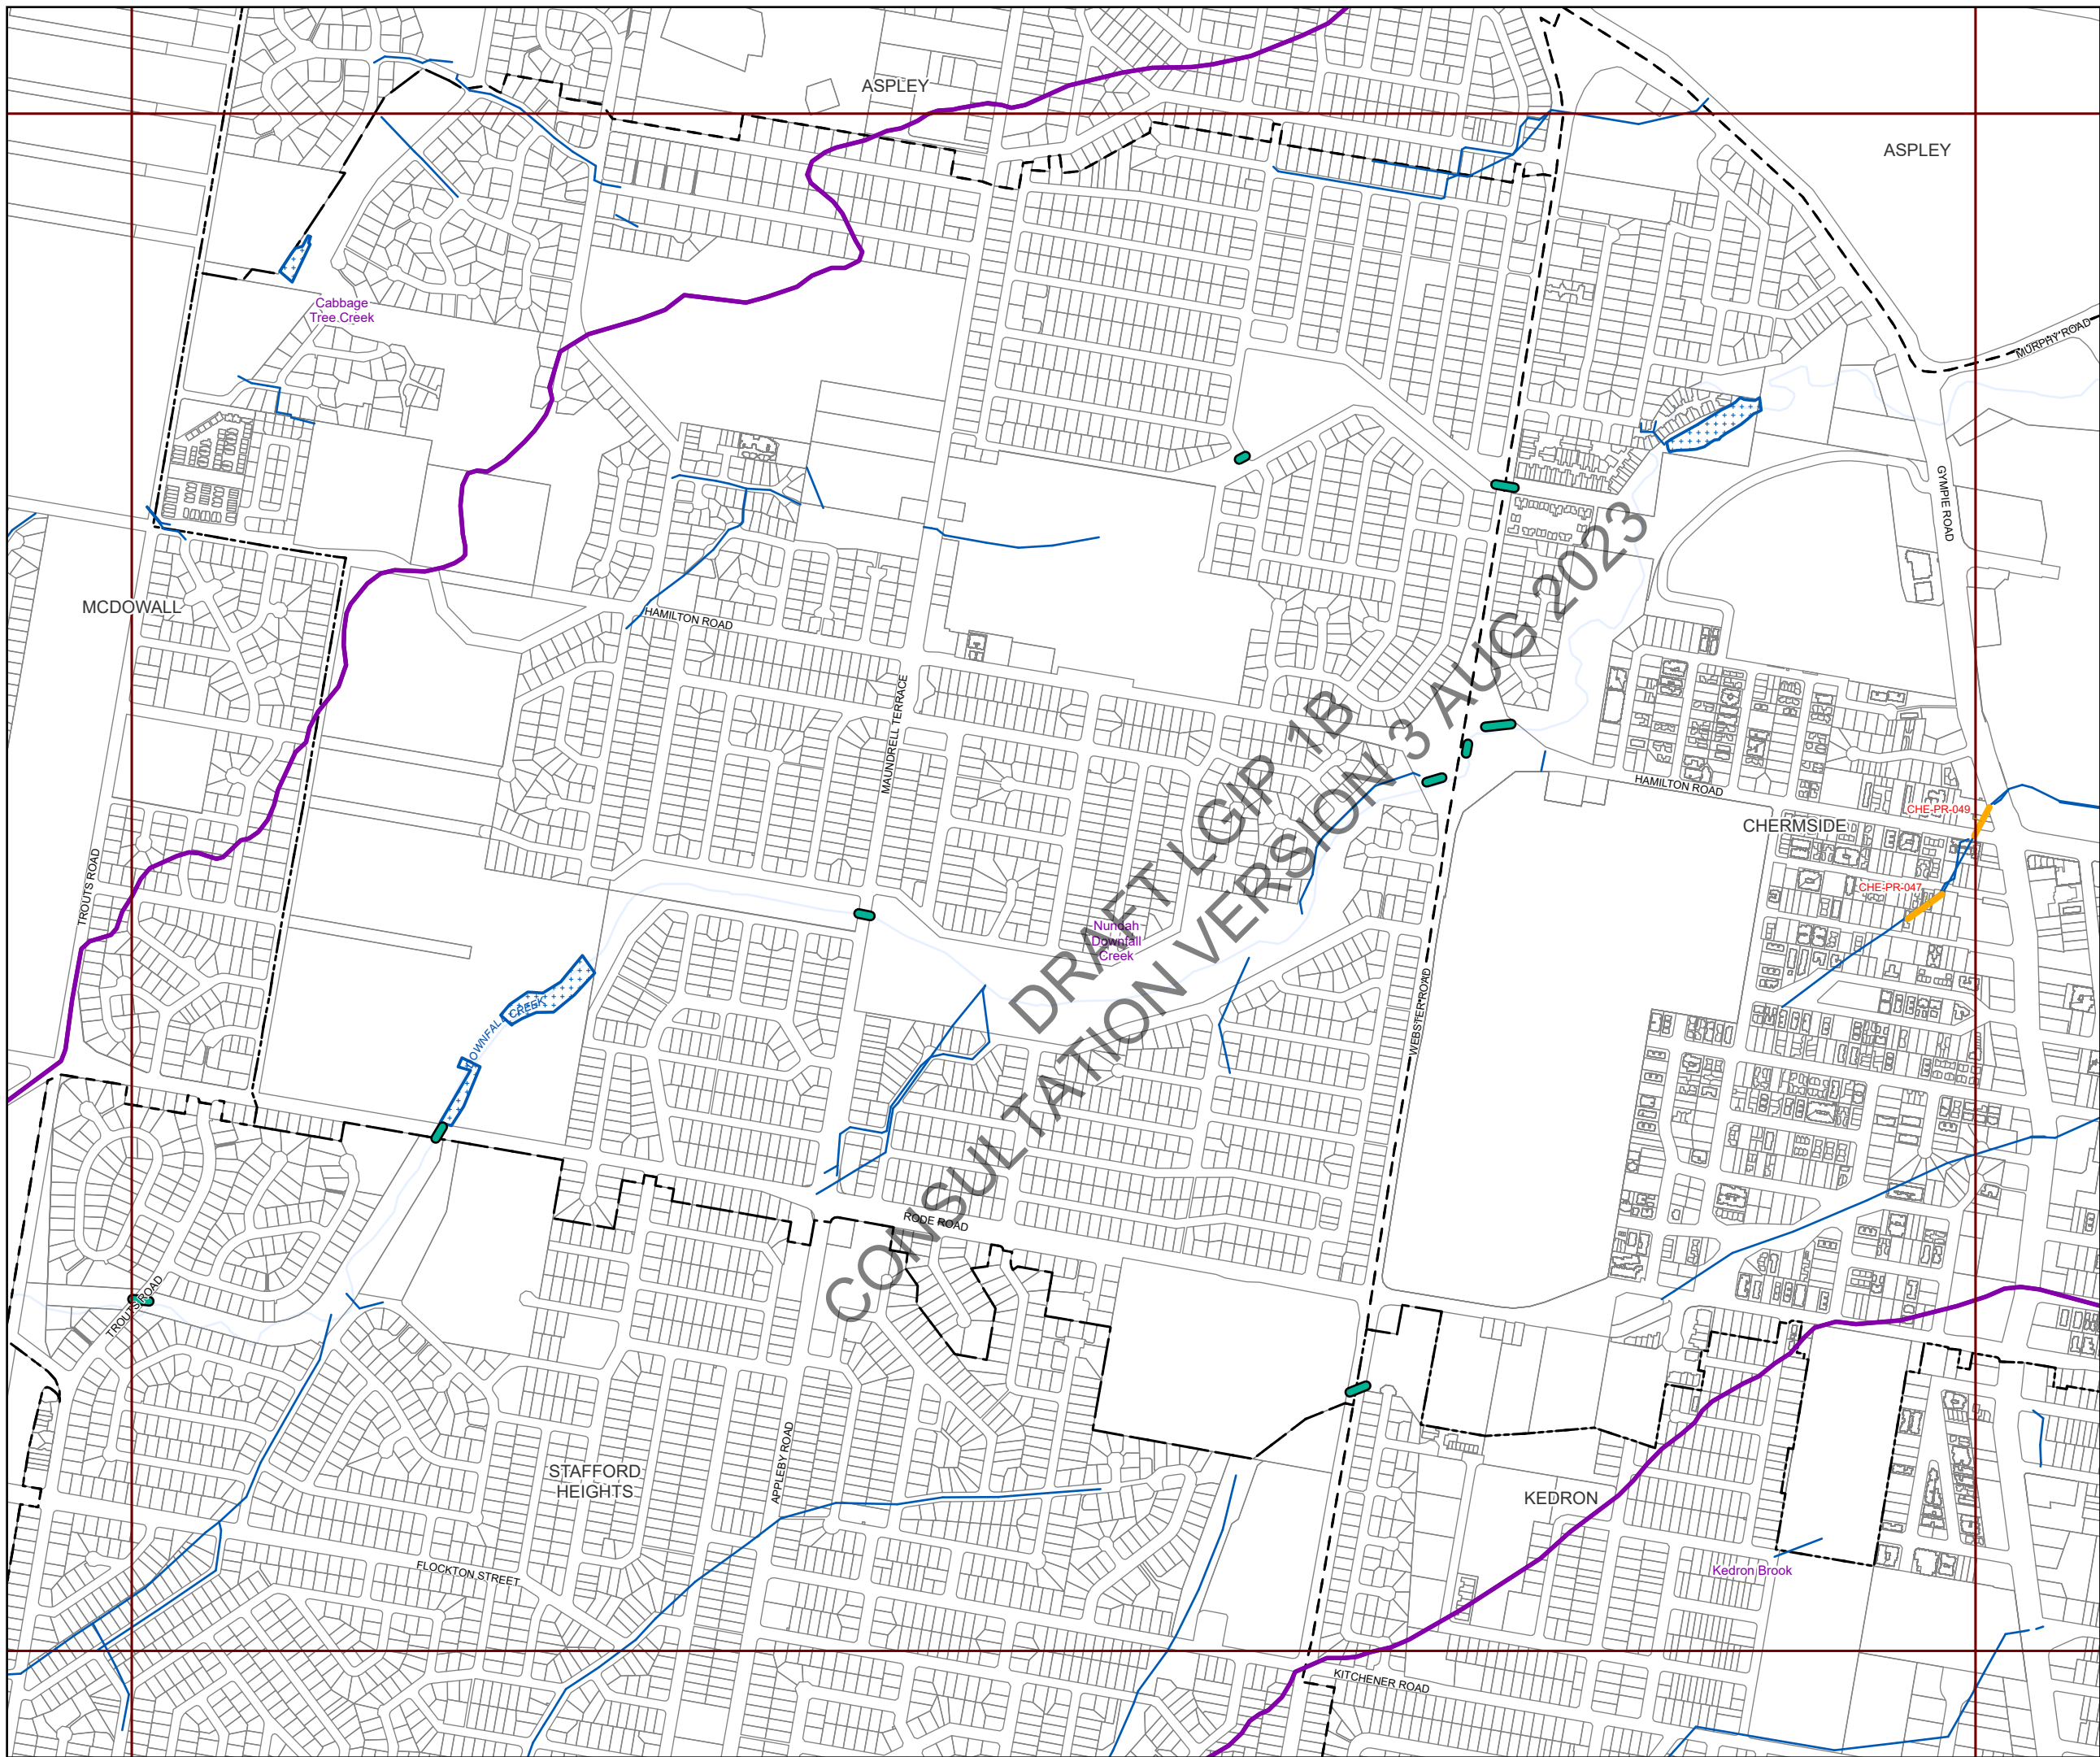 ASPLEY
ASPLEY
Cabbage
Tree Creek
MURPHY ROAD
GYMPIE ROAD
MCDOWALL
HAMILTON ROAD
MAUNDRELL TERRACE
HAMILTON ROAD
CHE-PR-049
CHERMSIDE
CHE-PR-047
TROUTS ROAD
Nundah
Downfall
Creek
DRAFT LGIP 1B
CONSULTATION VERSION 3 AUG 2023
WEBSTER ROAD
DOWNFALL CREEK
RODE ROAD
TROUTS ROAD
APPLEBY ROAD
STAFFORD
HEIGHTS
KEDRON
FLOCKTON STREET
Kedron Brook
KITCHENER ROAD